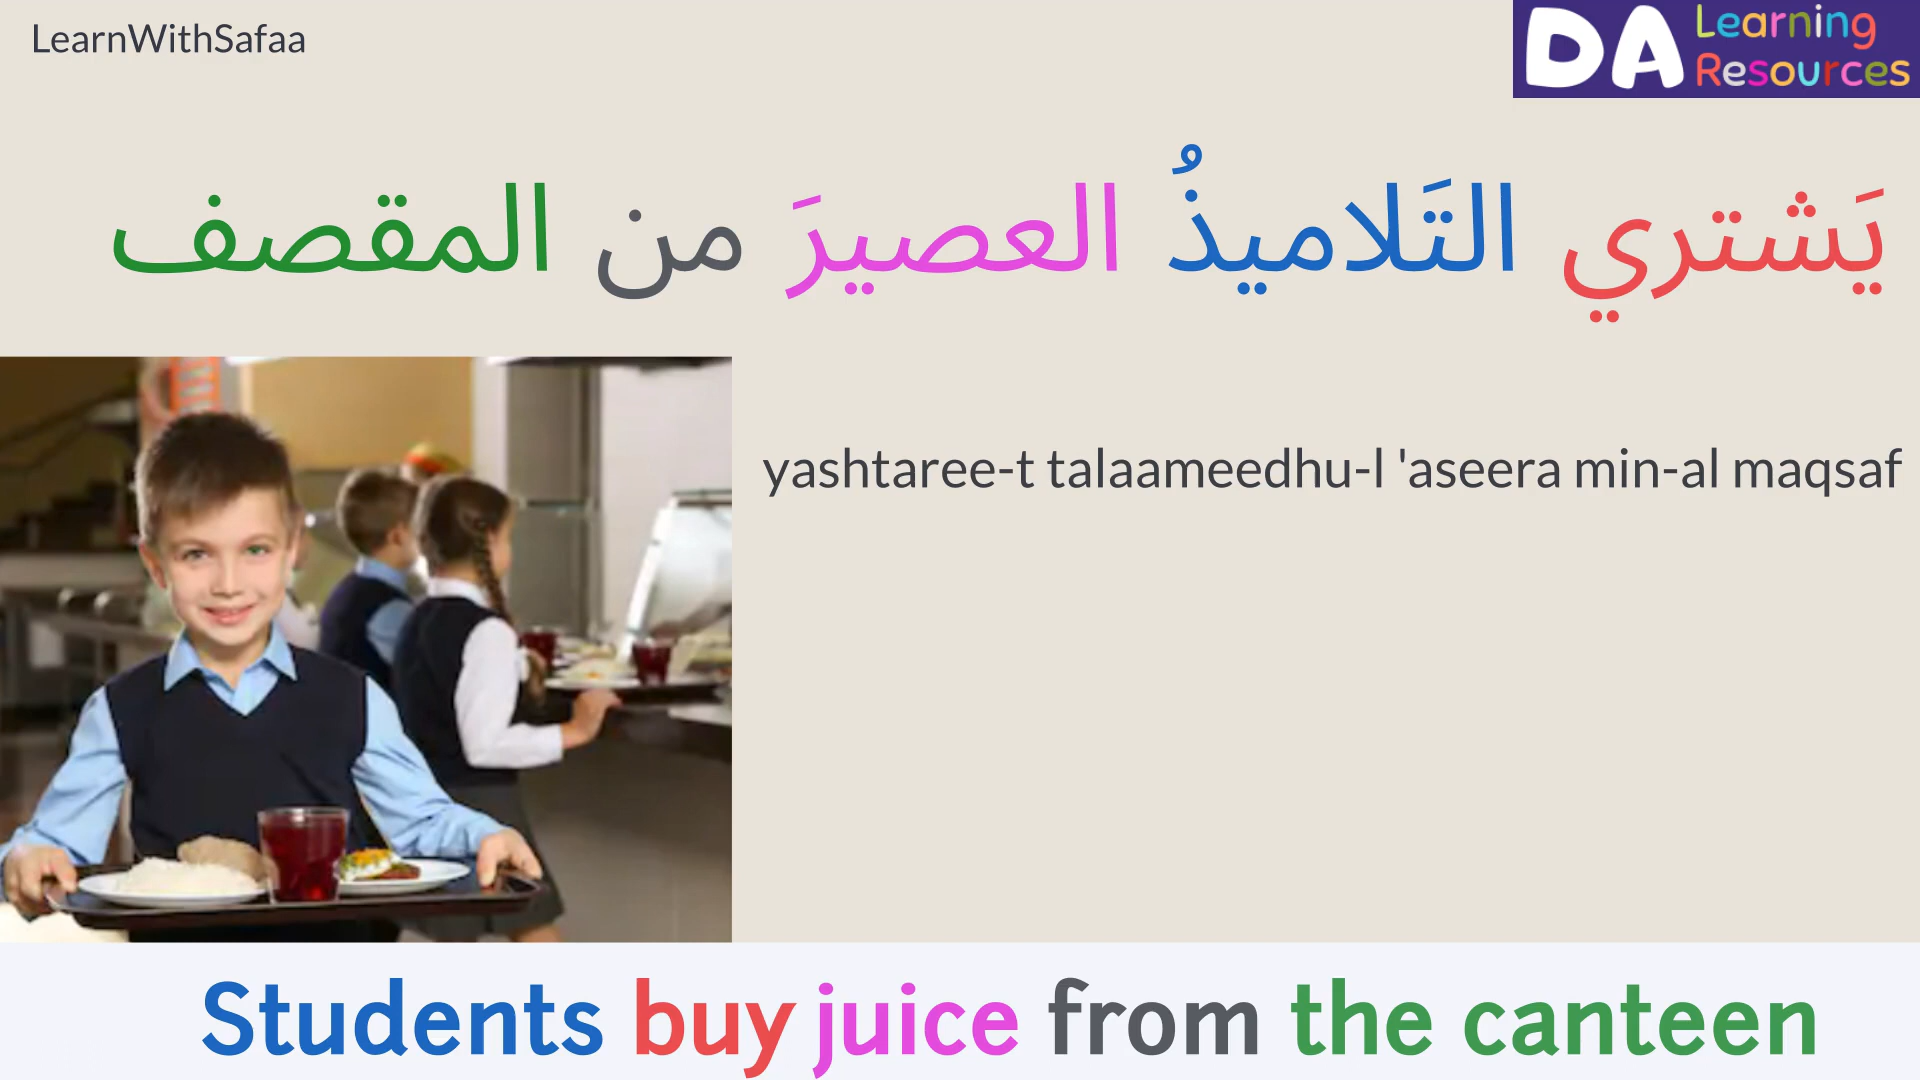 LearnWithSafaa
DA Learning
Resources
يَشتري التَلاميذُ العصيرَ من المقصف
yashtaree-t talaameedhu-l 'aseera min-al maqsaf
Students buy juice from the canteen